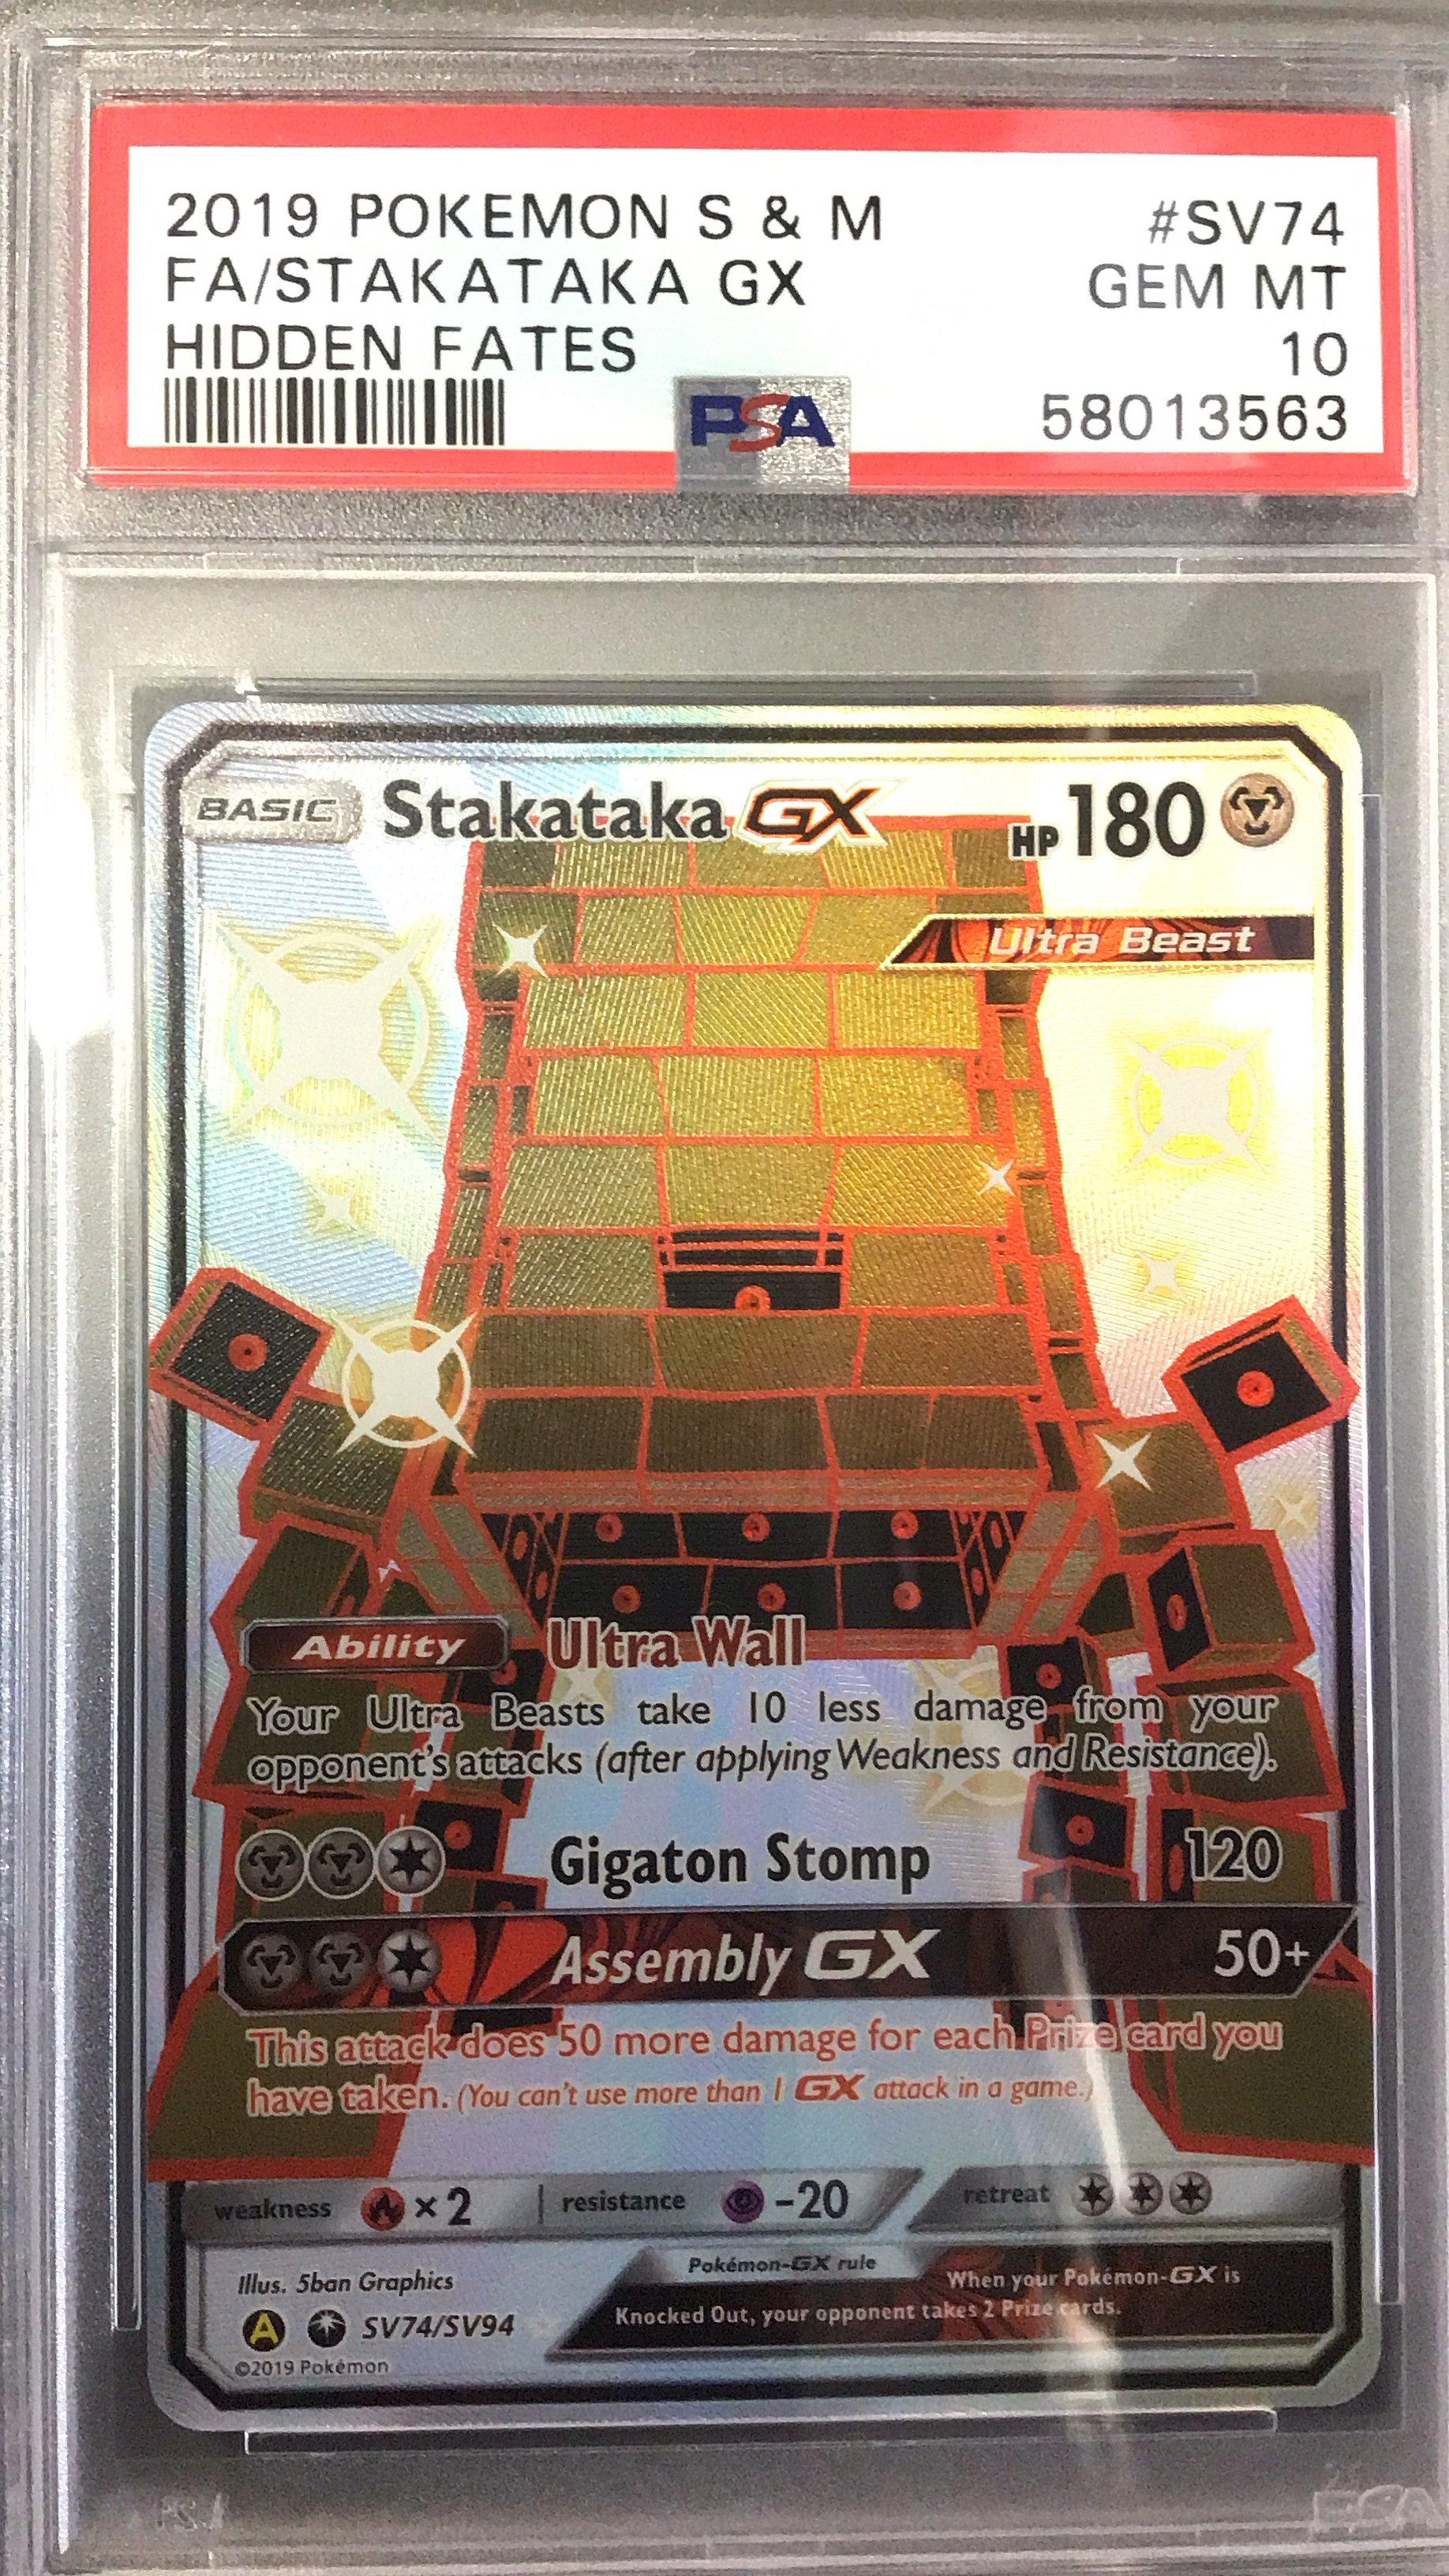 2019 POKEMON S & M #SV74
FA/STAKATAKA GX GEM MT
HIDDEN FATES 10
PSA 58013563
BASIC Stakataka GX HP 180
Ultra Beast
Ability Ultra Wall
Your Ultra Beasts take 10 less damage from your
opponent's attacks (after applying Weakness and Resistance).
Gigaton Stomp 120
Assembly GX 50+
This attack does 50 more damage for each Prize card you
have taken. (You can't use more than 1 GX attack in a game.)
weakness ×2 resistance -20 retreat
Illus. 5ban Graphics
Pokémon-GX rule
When your Pokémon-GX is
Knocked Out, your opponent takes 2 Prize cards.
A SV74/SV94
©2019 Pokémon
PSA